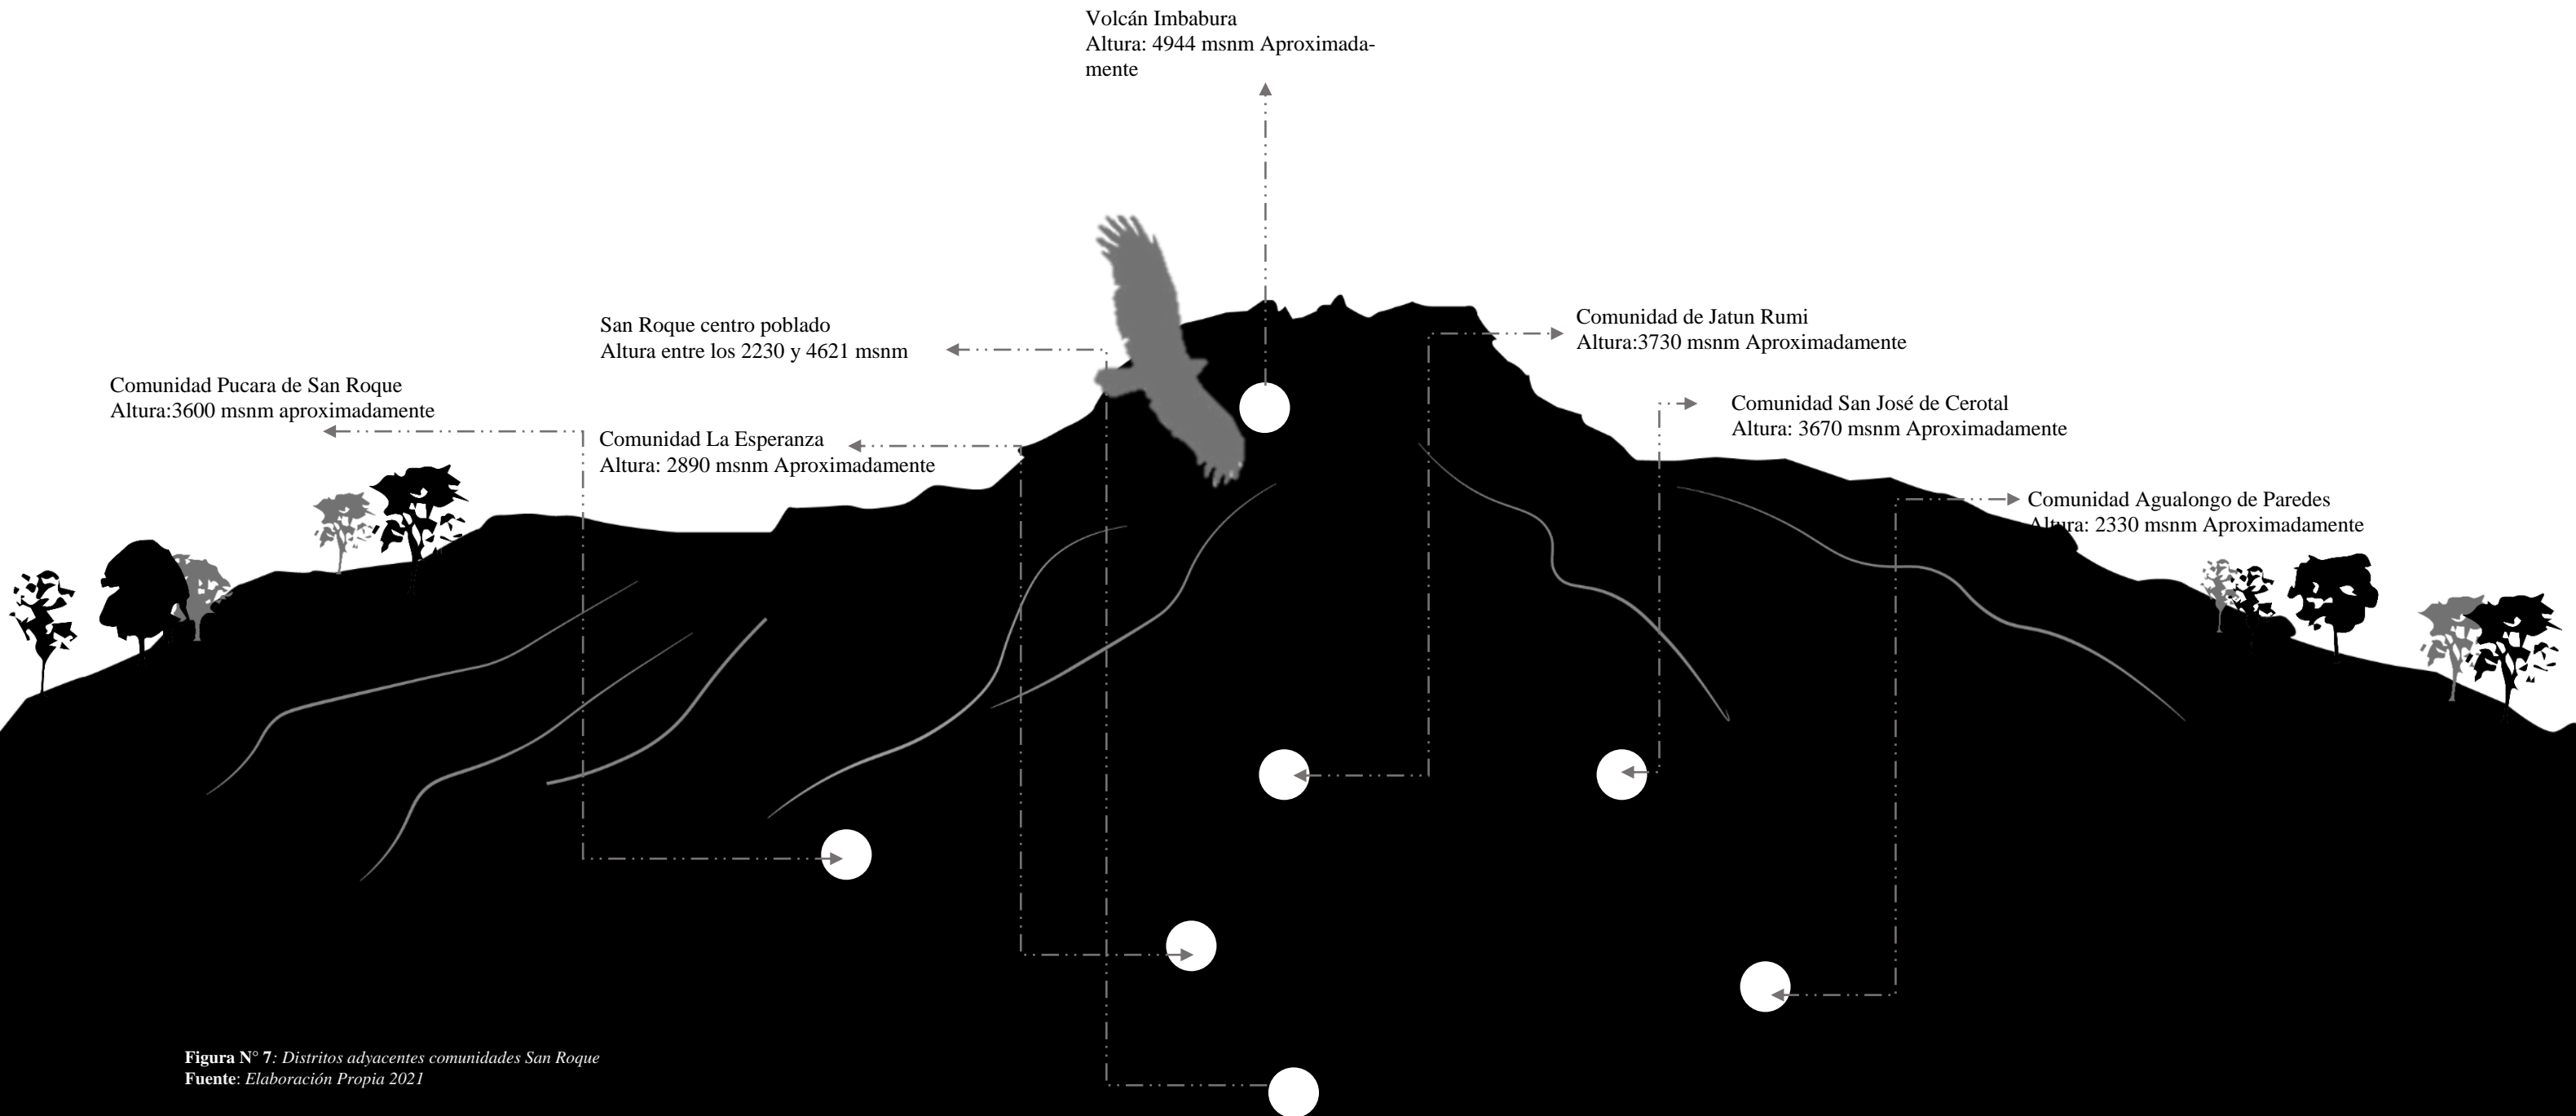 Volcán Imbabura
Altura: 4944 msnm Aproximada-
mente
San Roque centro poblado
Altura entre los 2230 y 4621 msnm
Comunidad Pucara de San Roque
Altura:3600 msnm aproximadamente
Comunidad La Esperanza
Altura: 2890 msnm Aproximadamente
Comunidad de Jatun Rumi
Altura:3730 msnm Aproximadamente
Comunidad San José de Cerotal
Altura: 3670 msnm Aproximadamente
Comunidad Agualongo de Paredes
Altura: 2330 msnm Aproximadamente
Figura N° 7: Distritos adyacentes comunidades San Roque
Fuente: Elaboración Propia 2021